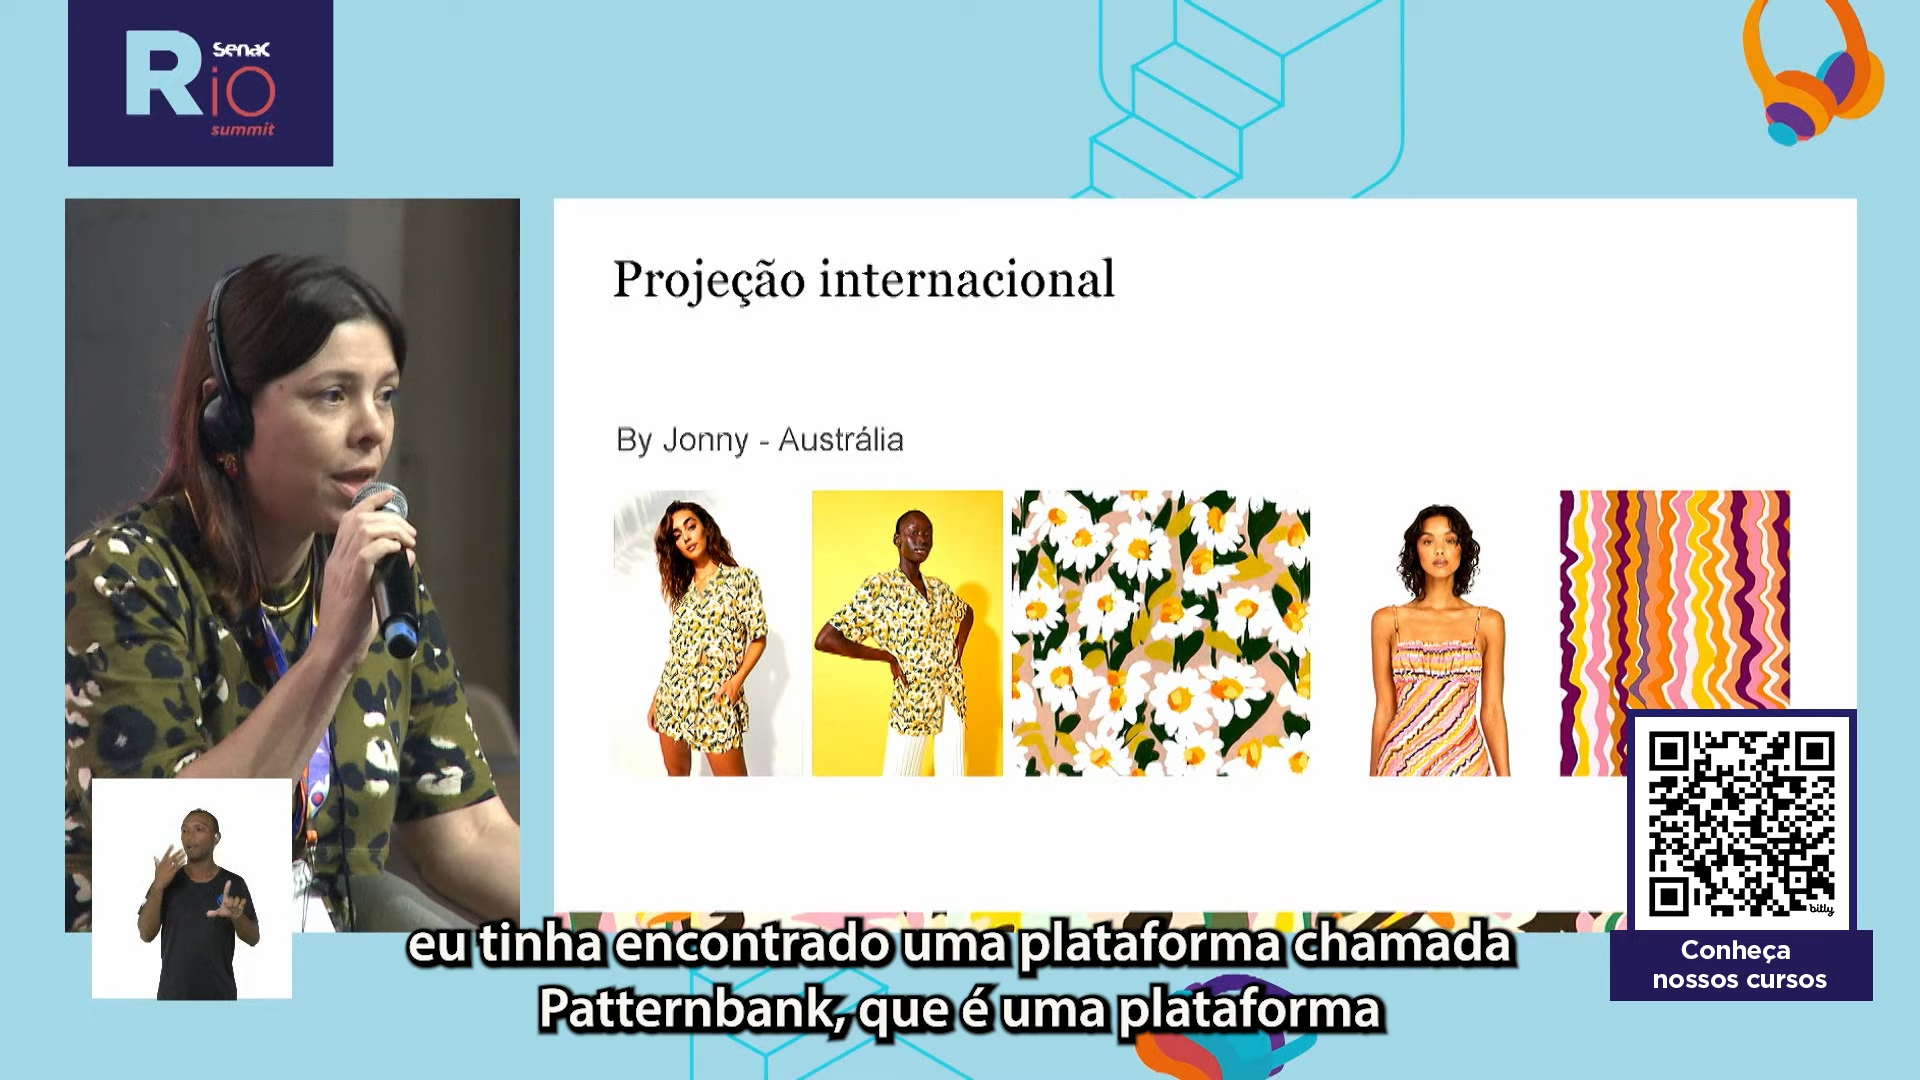 Senac
Rio
summit
Projeção internacional
By Jonny - Austrália
bitly
Conheça
nossos cursos
eu tinha encontrado uma plataforma chamada
Patternbank, que é uma plataforma